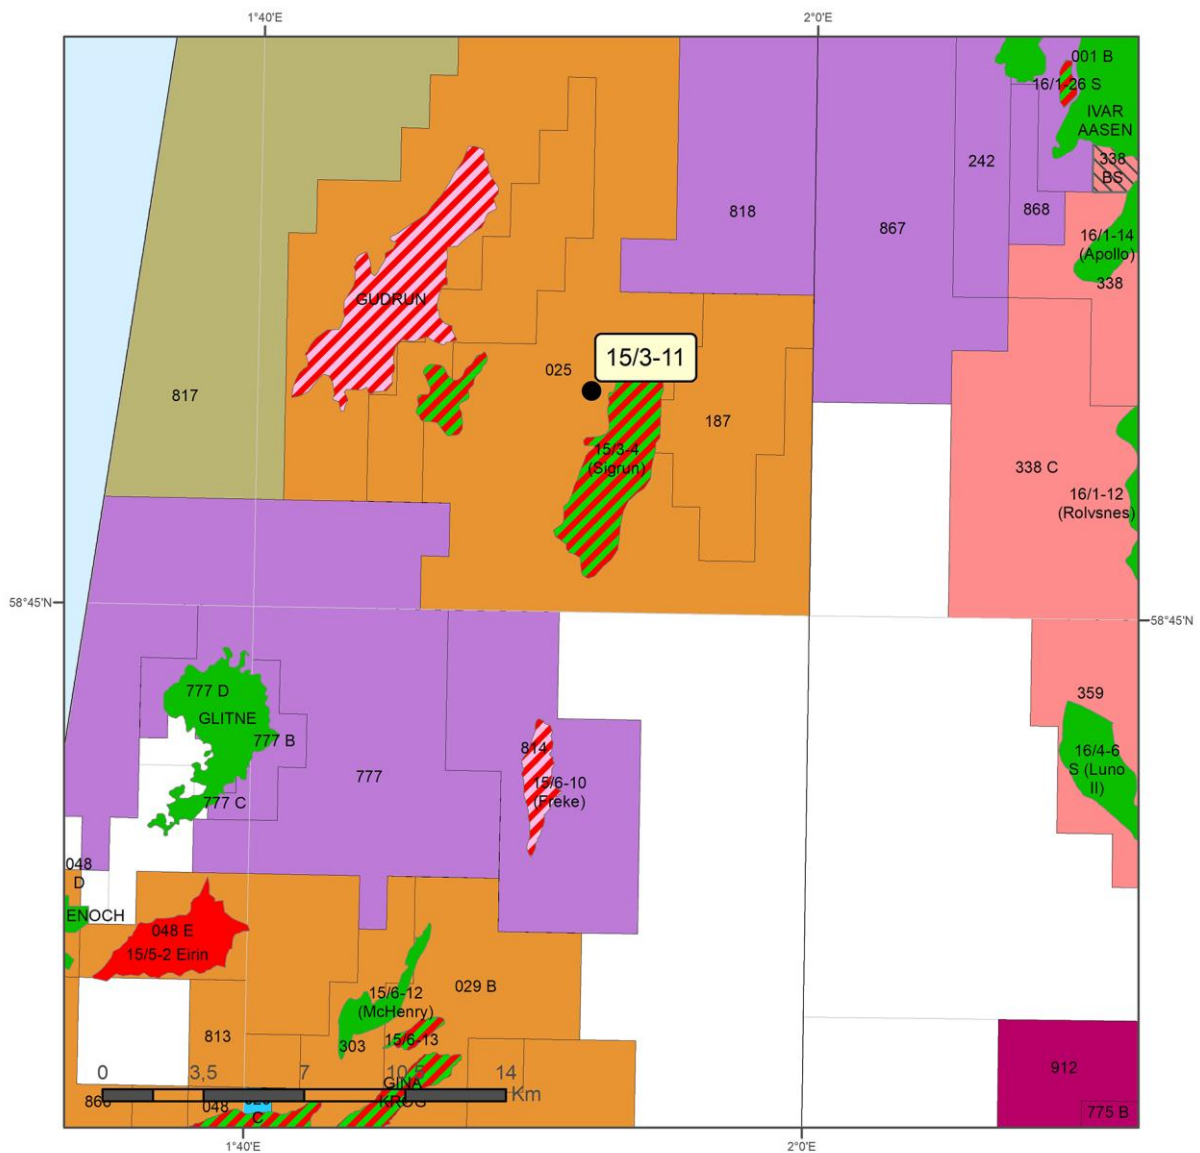 1°40'E
2°0'E
001 B
16/1-26 S
IVAR
AASEN
338
BS
242
818
868
867
16/1-14
(Apollo)
338
GUDRUN
15/3-11
025
817
187
15/3-4
(Sigrun)
338 C
16/1-12
(Rolvsnes)
58°45'N
58°45'N
777 D
GLITNE
777 B
359
814
16/4-6
S (Luno
II)
777
15/6-10
(Freke)
777 C
048
D
ENOCH
048 E
15/5-2 Eirin
029 B
15/6-12
(McHenry)
813
303
15/6-13
912
0
3,5
7
10,5
14
Km
GINA
KROG
048
C
775 B
1°40'E
2°0'E